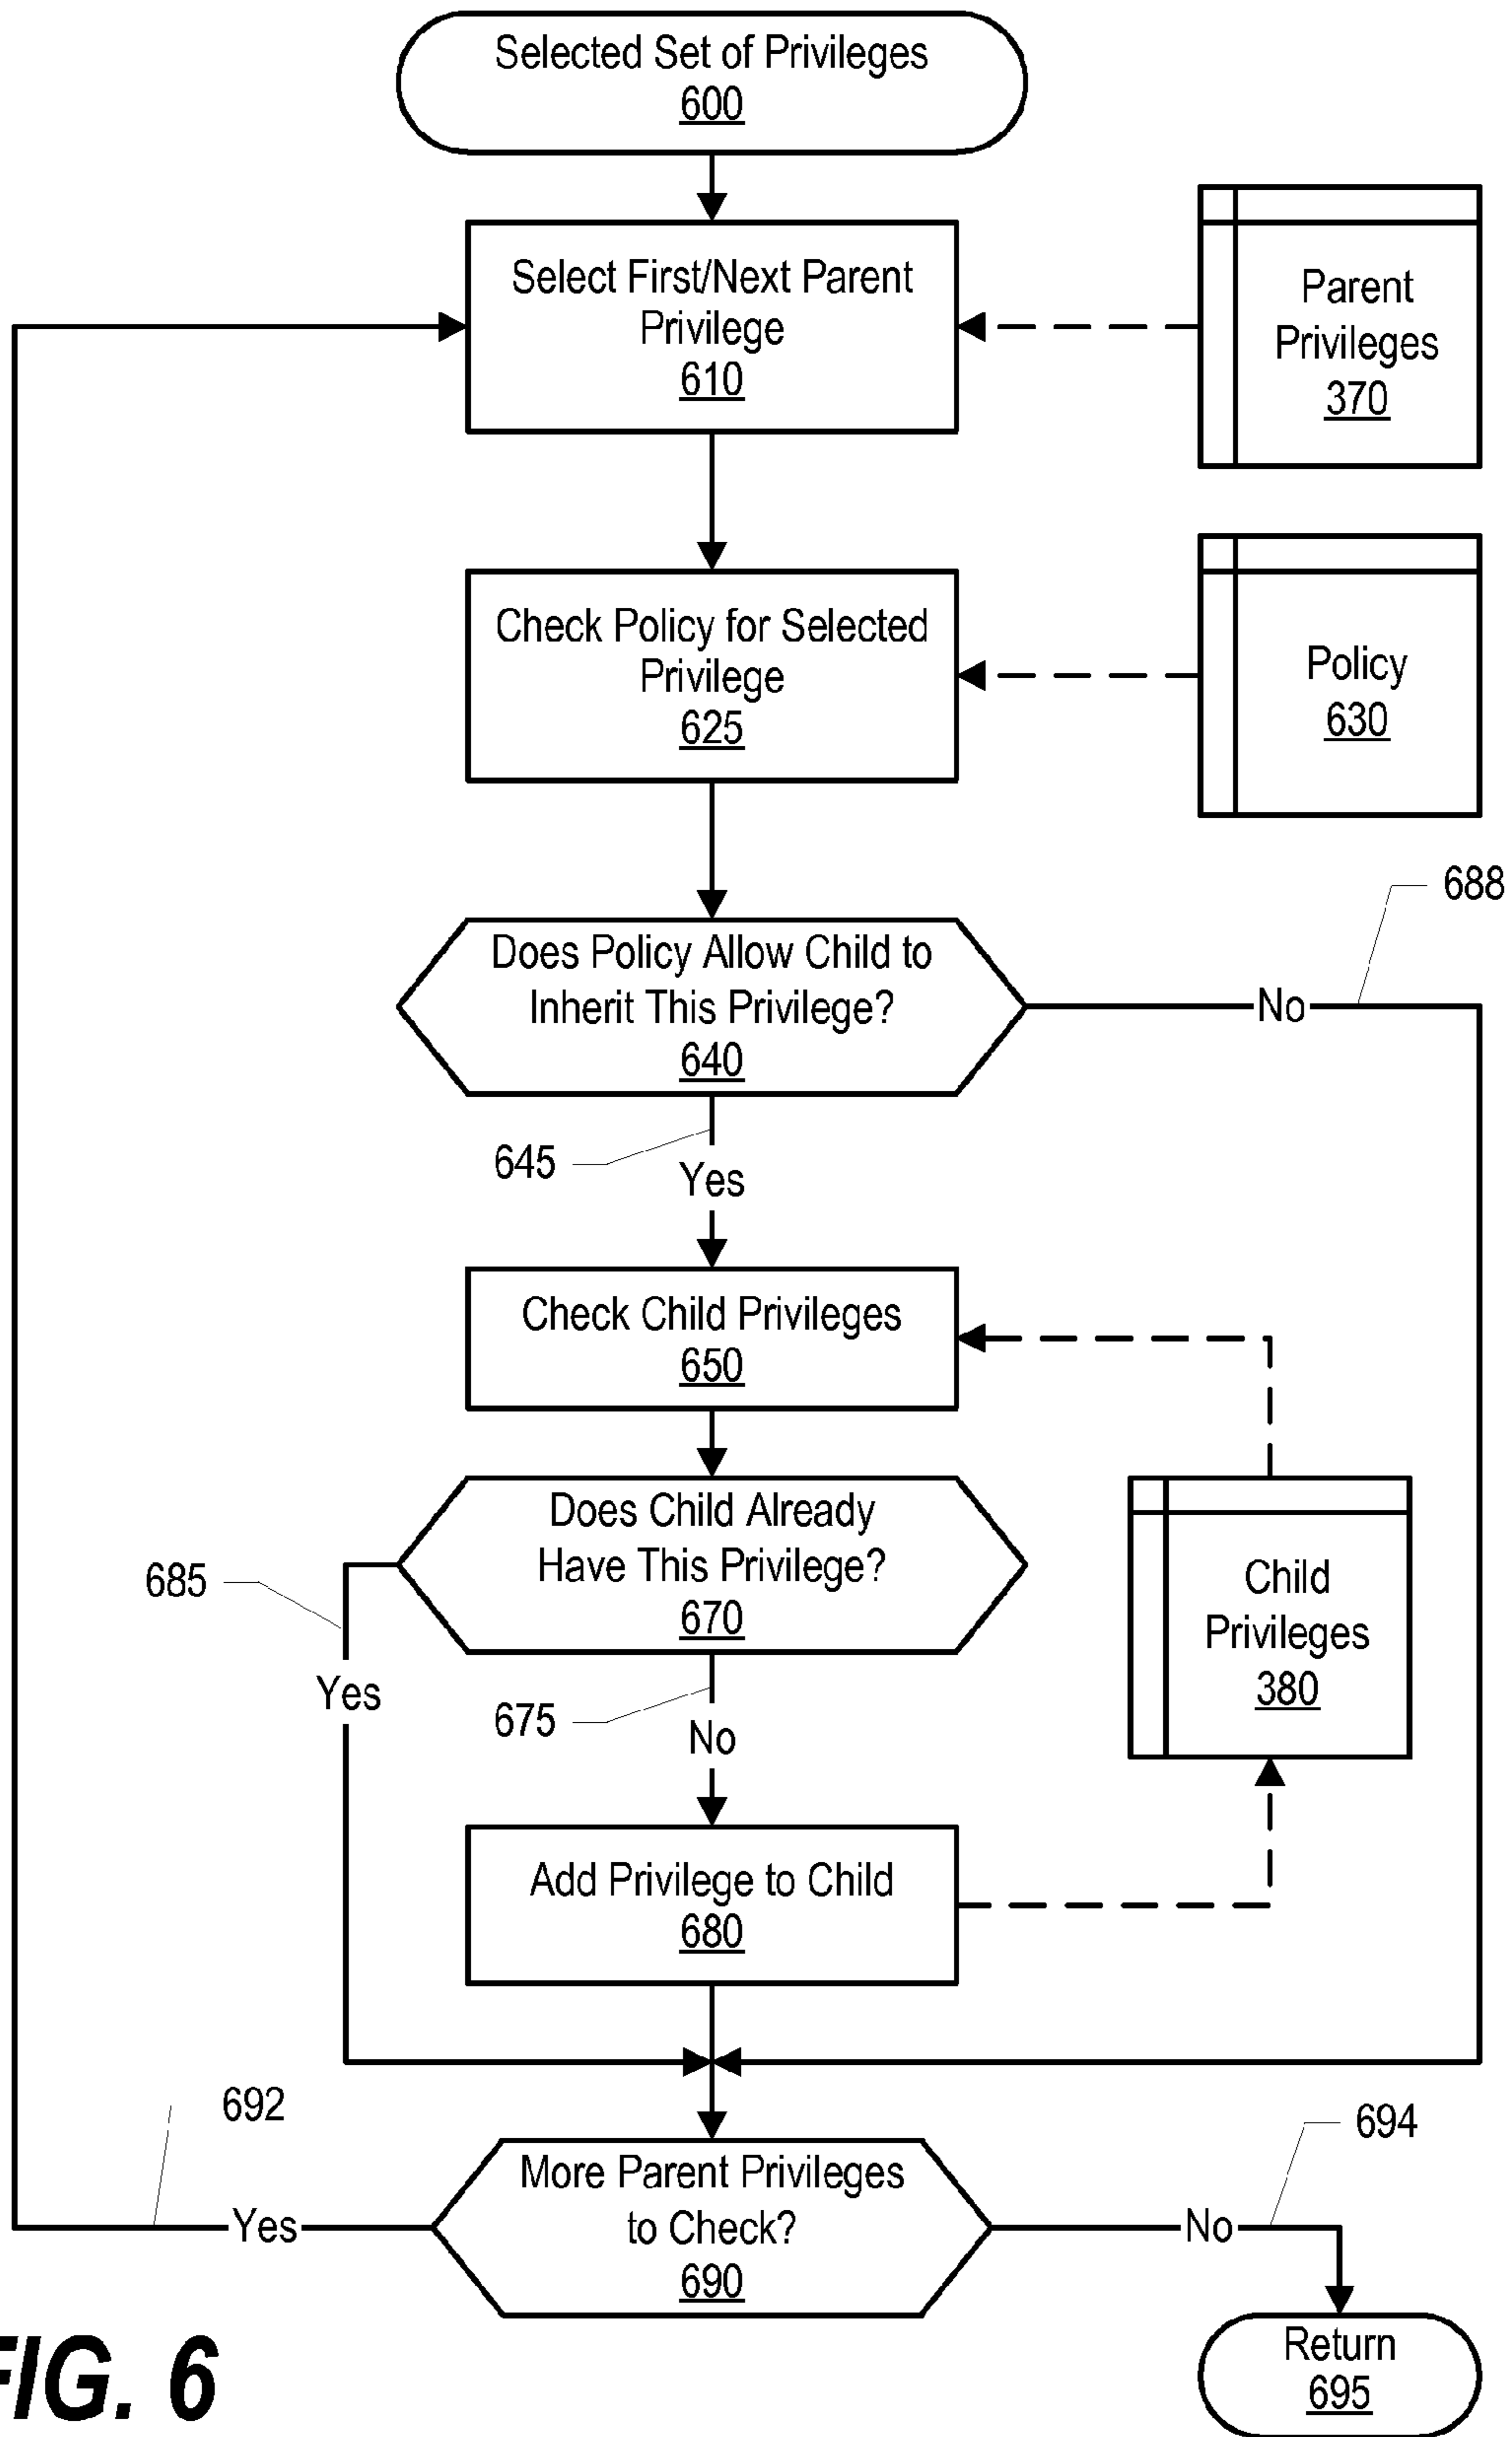 Selected Set of Privileges
600
Select First/Next Parent
Privilege
610
Parent
Privileges
370
Check Policy for Selected
Privilege
625
Policy
630
688
Does Policy Allow Child to
Inherit This Privilege?
640
No
645
Yes
Check Child Privileges
650
Does Child Already
Have This Privilege?
670
685
Yes
675
No
Child
Privileges
380
Add Privilege to Child
680
692
694
More Parent Privileges
to Check?
690
Yes
No
Return
695
FIG. 6